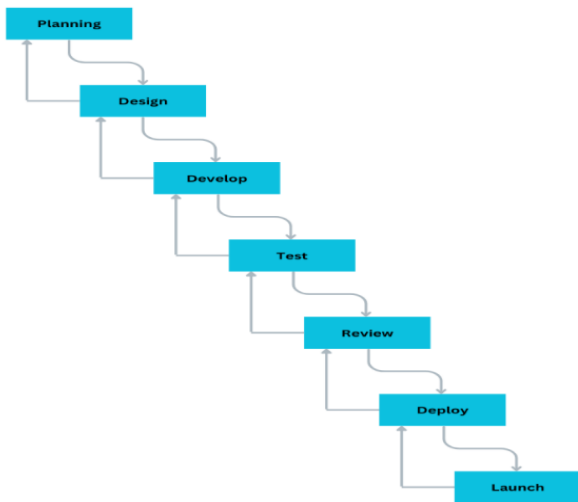 Planning
Design
Develop
Test
Review
Deploy
Launch